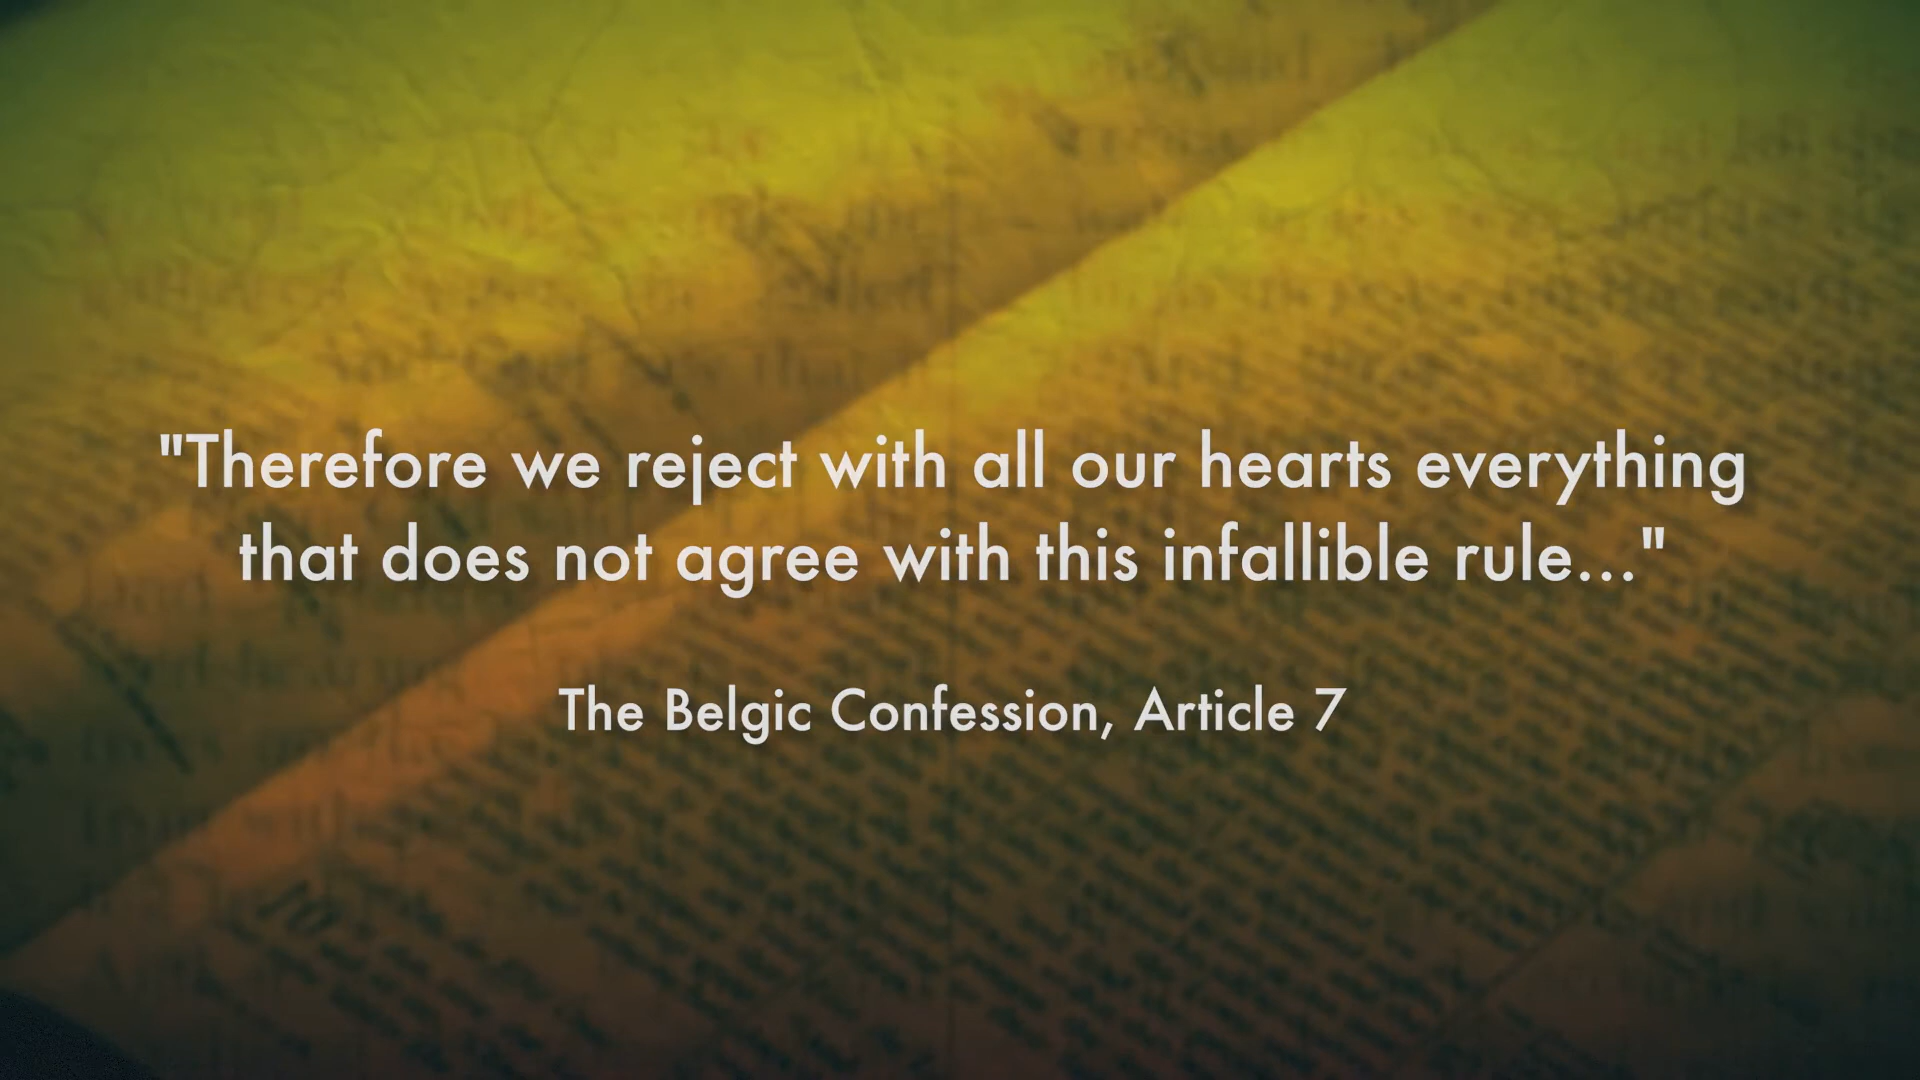 "Therefore we reject with all our hearts everything
that does not agree with this infallible rule..."
The Belgic Confession, Article 7